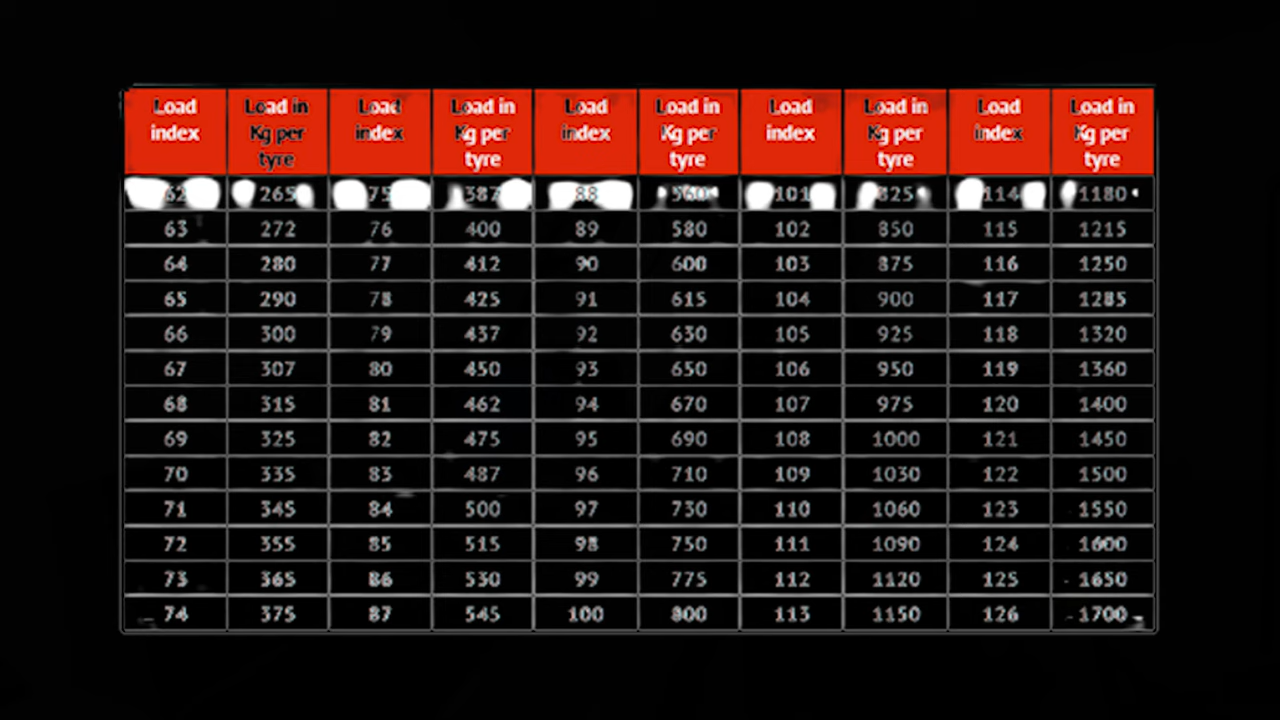 Load index Load in Kg per tyre Load index Load in Kg per tyre Load index Load in Kg per tyre Load index Load in Kg per tyre Load index Load in Kg per tyre
62 265 75 387 88 560 101 825 114 1180
63 272 76 400 89 580 102 850 115 1215
64 280 77 412 90 600 103 875 116 1250
65 290 78 425 91 615 104 900 117 1285
66 300 79 437 92 630 105 925 118 1320
67 307 80 450 93 650 106 950 119 1360
68 315 81 462 94 670 107 975 120 1400
69 325 82 475 95 690 108 1000 121 1450
70 335 83 487 96 710 109 1030 122 1500
71 345 84 500 97 730 110 1060 123 1550
72 355 85 515 98 750 111 1090 124 1600
73 365 86 530 99 775 112 1120 125 1650
74 375 87 545 100 800 113 1150 126 1700